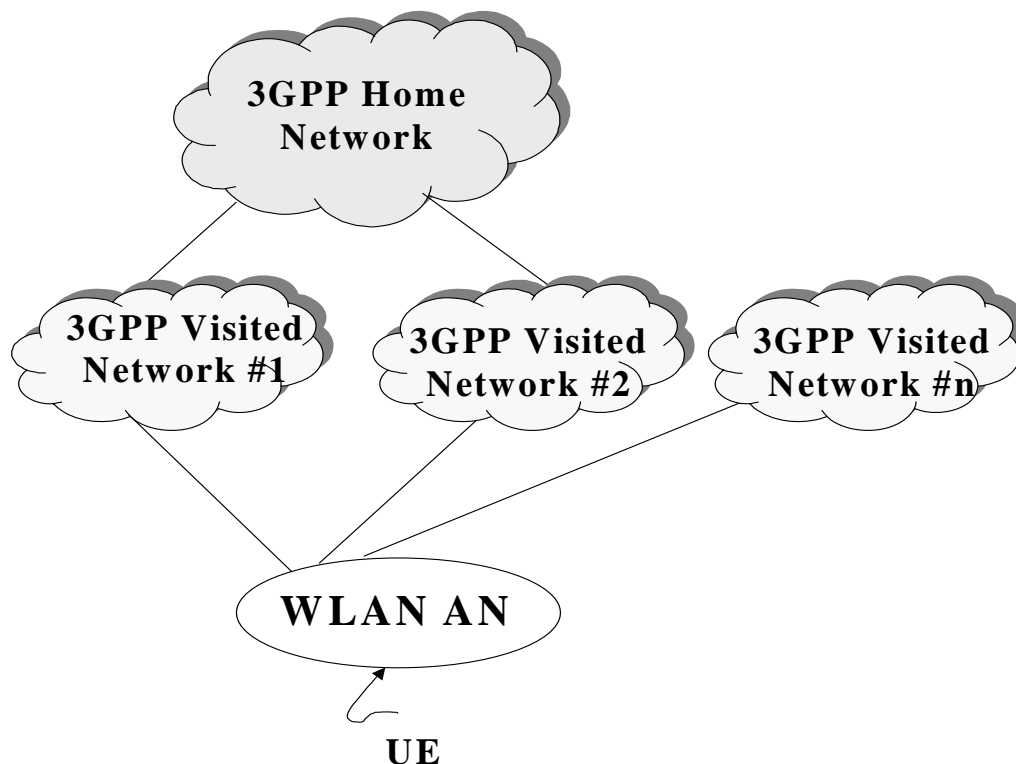 3GPP Home
Network
3GPP Visited
Network #1
3GPP Visited
Network #2
3GPP Visited
Network #n
WLAN AN
UE